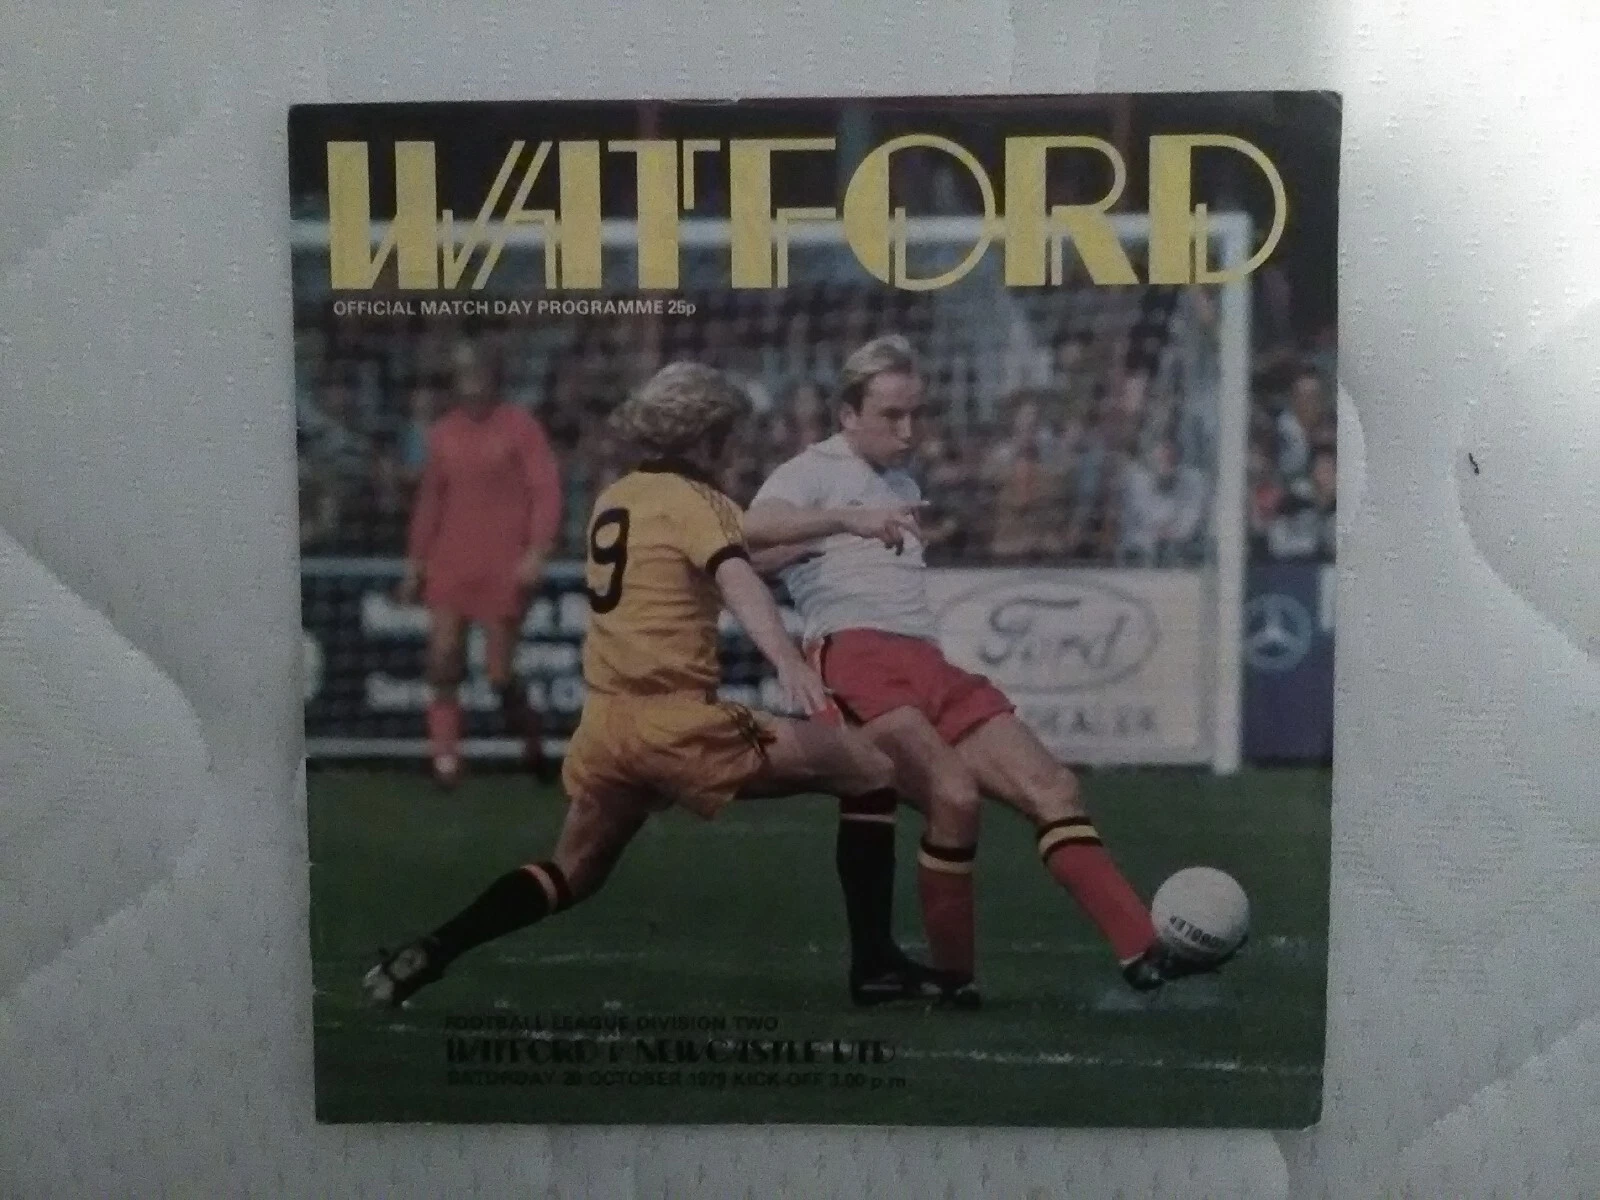 WATFORD
OFFICIAL MATCH DAY PROGRAMME 25p
9
Ford
DEALER
FOOTBALL LEAGUE DIVISION TWO
WATFORD v NEWCASTLE UTD
SATURDAY 20 OCTOBER 1979 KICK-OFF 3.00 p.m.